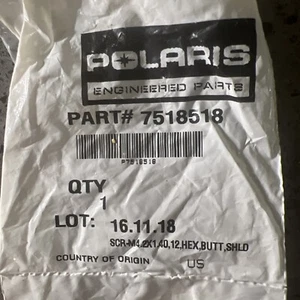 POLARIS
ENGINEERED PARTS
PART# 7518518
P7518518
QTY
1
LOT: 16.11.18
SCR-M4.2X1.40,12,HEX,BUTT,SHLD
COUNTRY OF ORIGIN US